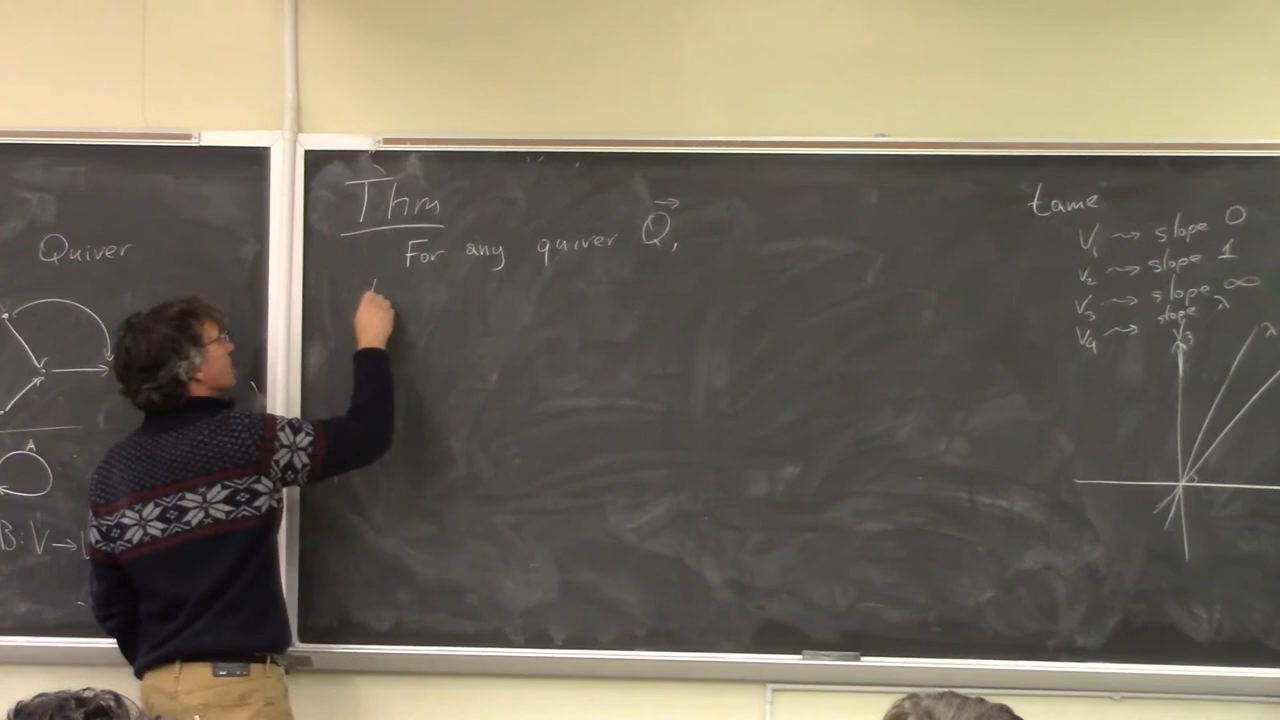 Quiver
A
B: V →
Thm
For any quiver Q⃗,
tame
V₁ ⇝ slope 0
V₂ ⇝ slope 1
V₃ ⇝ slope ∞
V₄ ⇝ slope λ
V₃
λ